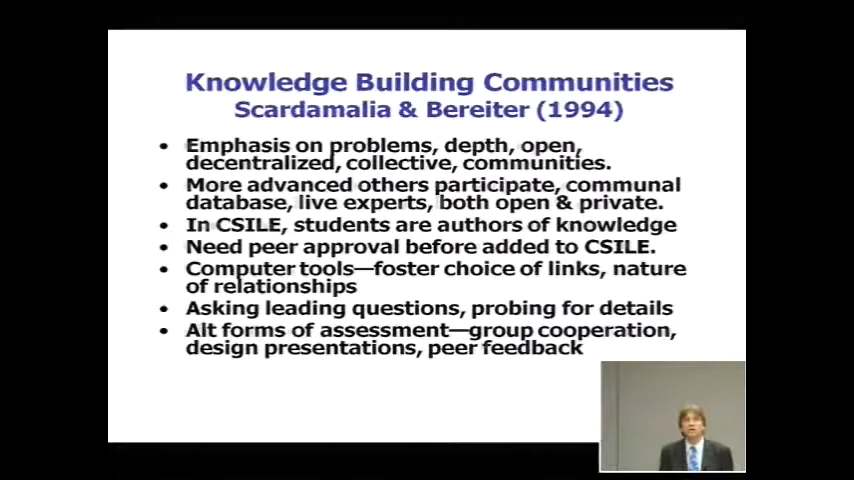 Knowledge Building Communities
Scardamalia & Bereiter (1994)
• Emphasis on problems, depth, open,
decentralized, collective, communities.
• More advanced others participate, communal
database, live experts, both open & private.
• In CSILE, students are authors of knowledge
• Need peer approval before added to CSILE.
• Computer tools—foster choice of links, nature
of relationships
• Asking leading questions, probing for details
• Alt forms of assessment—group cooperation,
design presentations, peer feedback